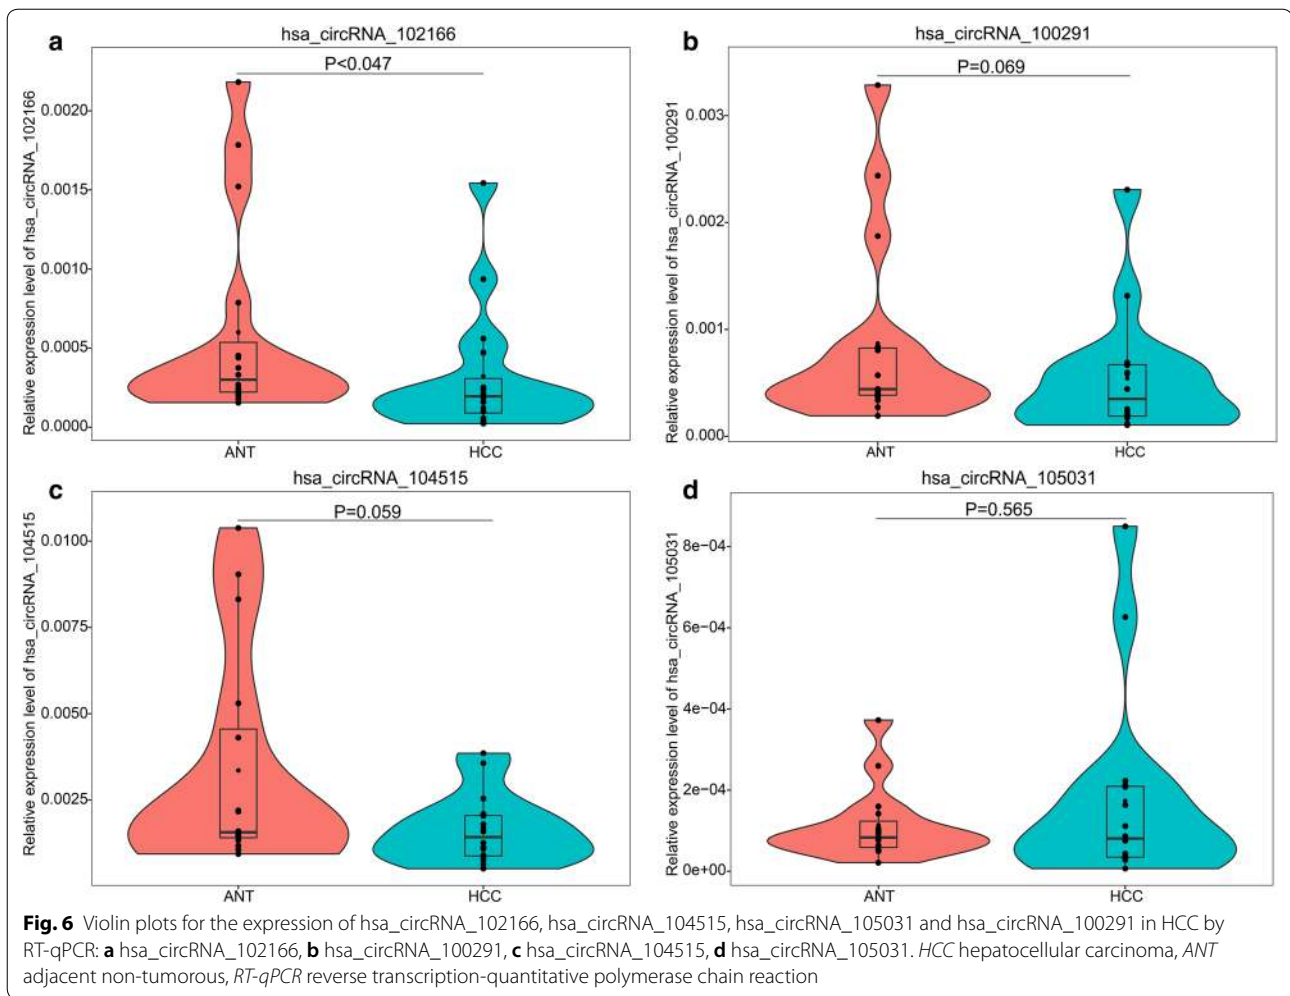 a
hsa_circRNA_102166
P<0.047
Relative expression level of hsa_circRNA_102166
0.0020
0.0015
0.0010
0.0005
0.0000
ANT
HCC
b
hsa_circRNA_100291
P=0.069
Relative expression level of hsa_circRNA_100291
0.003
0.002
0.001
0.000
ANT
HCC
c
hsa_circRNA_104515
P=0.059
Relative expression level of hsa_circRNA_104515
0.0100
0.0075
0.0050
0.0025
ANT
HCC
d
hsa_circRNA_105031
P=0.565
Relative expression level of hsa_circRNA_105031
8e−04
6e−04
4e−04
2e−04
0e+00
ANT
HCC
Fig. 6 Violin plots for the expression of hsa_circRNA_102166, hsa_circRNA_104515, hsa_circRNA_105031 and hsa_circRNA_100291 in HCC by
RT-qPCR: a hsa_circRNA_102166, b hsa_circRNA_100291, c hsa_circRNA_104515, d hsa_circRNA_105031. HCC hepatocellular carcinoma, ANT
adjacent non-tumorous, RT-qPCR reverse transcription-quantitative polymerase chain reaction